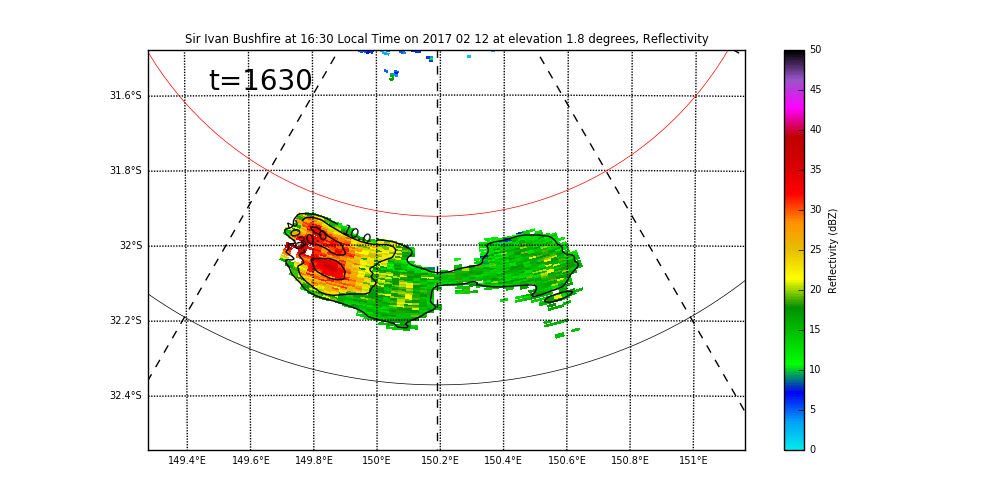 Sir Ivan Bushfire at 16:30 Local Time on 2017 02 12 at elevation 1.8 degrees, Reflectivity
t=1630
31.6°S
31.8°S
32°S
32.2°S
32.4°S
149.4°E 149.6°E 149.8°E 150°E 150.2°E 150.4°E 150.6°E 150.8°E 151°E
10.0
50
45
40
35
30
25
20
15
10
5
0
Reflectivity (dBZ)